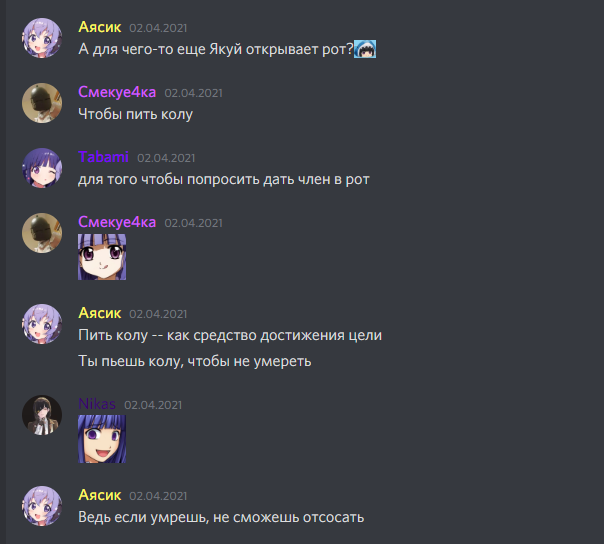 Аясик 02.04.2021
А для чего-то еще Якуй открывает рот?
Смекуе4ка 02.04.2021
Чтобы пить колу
Tabami 02.04.2021
для того чтобы попросить дать член в рот
Смекуе4ка 02.04.2021
Аясик 02.04.2021
Пить колу -- как средство достижения цели
Ты пьешь колу, чтобы не умереть
Nikas 02.04.2021
Аясик 02.04.2021
Ведь если умрешь, не сможешь отсосать